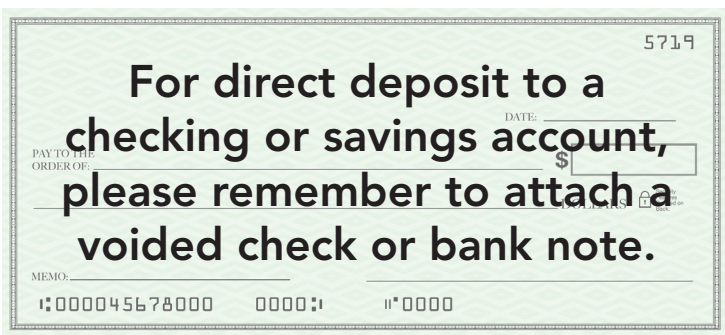 5719
For direct deposit to a
DATE:
checking or savings account,
PAY TO THE
ORDER OF:
$
please remember to attach a
DOLLARS
voided check or bank note.
MEMO:
⑆000045678000 0000⑆ ⑈0000